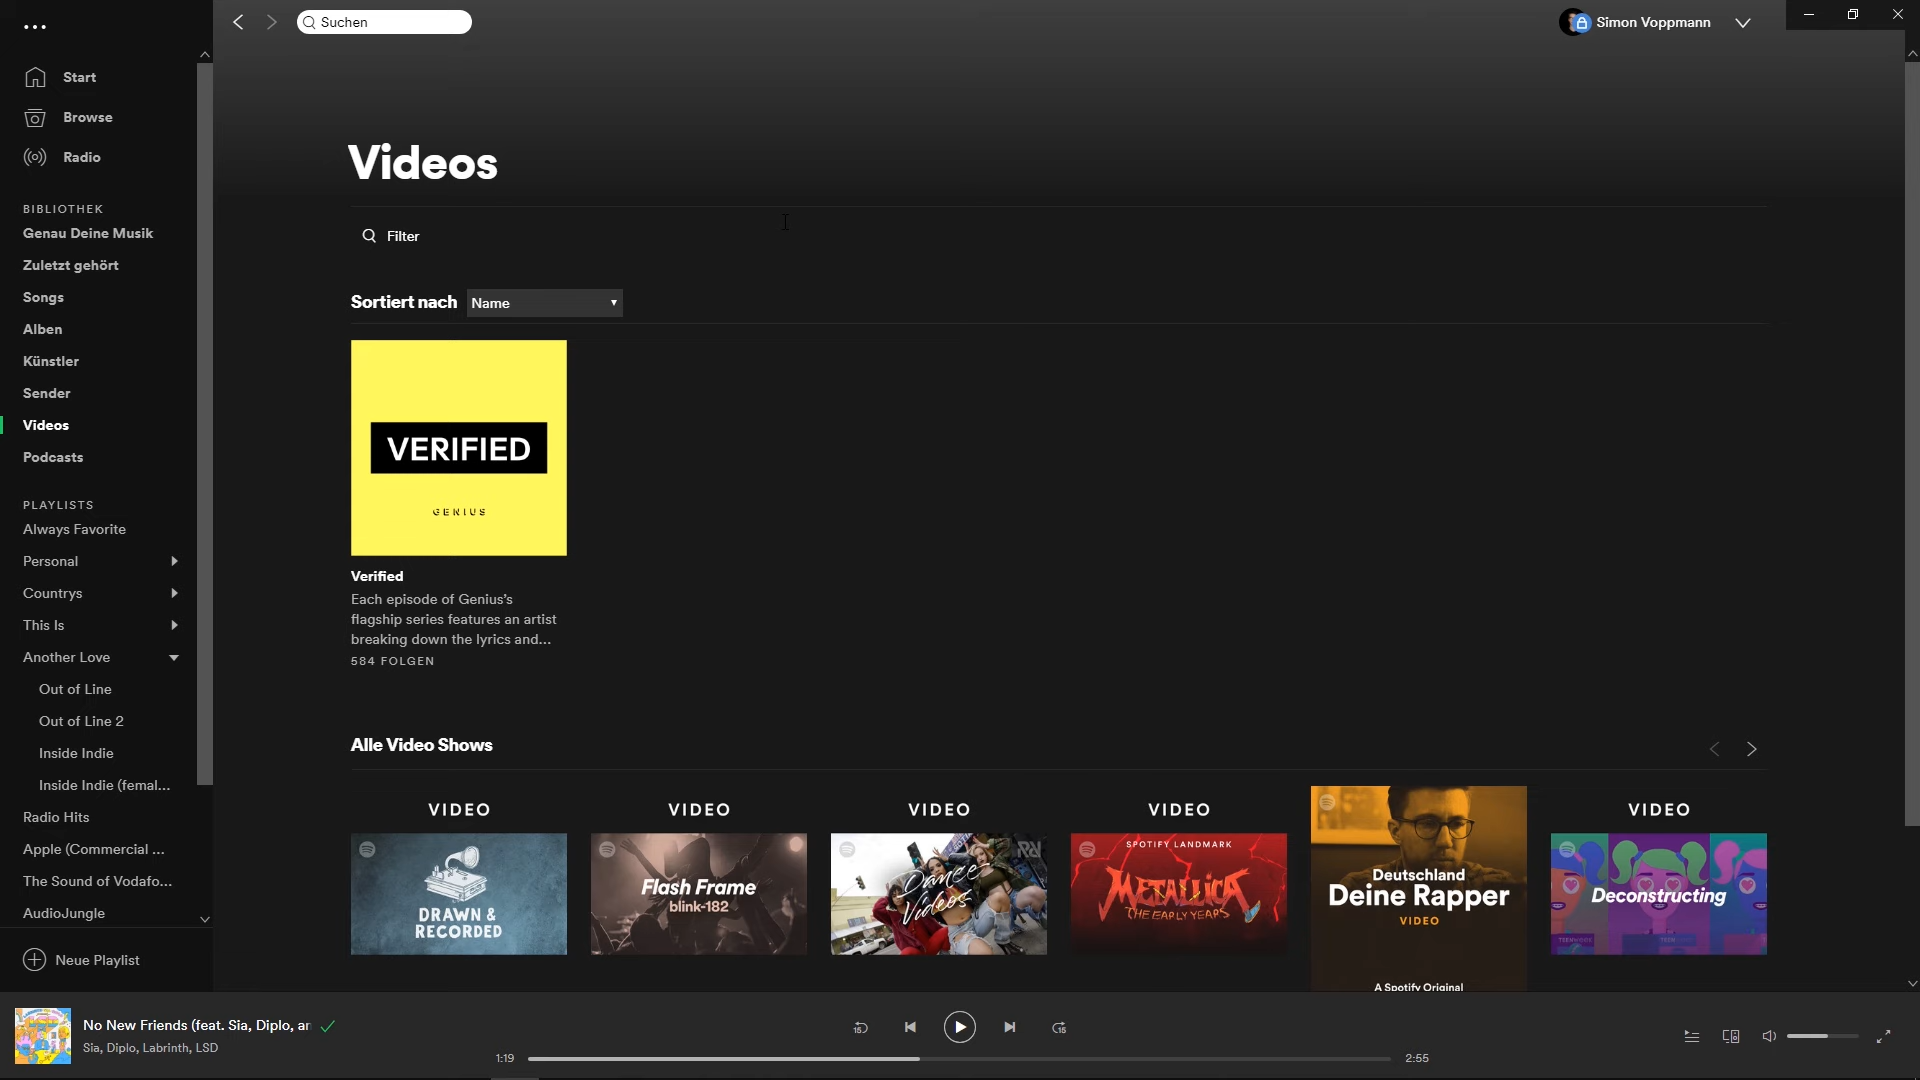 Suchen
Simon Voppmann
Start
Browse
Radio
BIBLIOTHEK
Genau Deine Musik
Zuletzt gehört
Songs
Alben
Künstler
Sender
Videos
Podcasts
PLAYLISTS
Always Favorite
Personal
Countrys
This Is
Another Love
Out of Line
Out of Line 2
Inside Indie
Inside Indie (femal...
Radio Hits
Apple (Commercial ...
The Sound of Vodafo...
AudioJungle
Neue Playlist
Videos
Filter
Sortiert nach Name
VERIFIED
GENIUS
Verified
Each episode of Genius's
flagship series features an artist
breaking down the lyrics and...
584 FOLGEN
Alle Video Shows
VIDEO
DRAWN &
RECORDED
VIDEO
Flash Frame
blink-182
VIDEO
Dance
Videos
VIDEO
SPOTIFY LANDMARK
METALLICA
THE EARLY YEARS
Deutschland
Deine Rapper
VIDEO
A Spotify Original
VIDEO
Deconstructing
No New Friends (feat. Sia, Diplo, an
Sia, Diplo, Labrinth, LSD
15
15
1:19
2:55